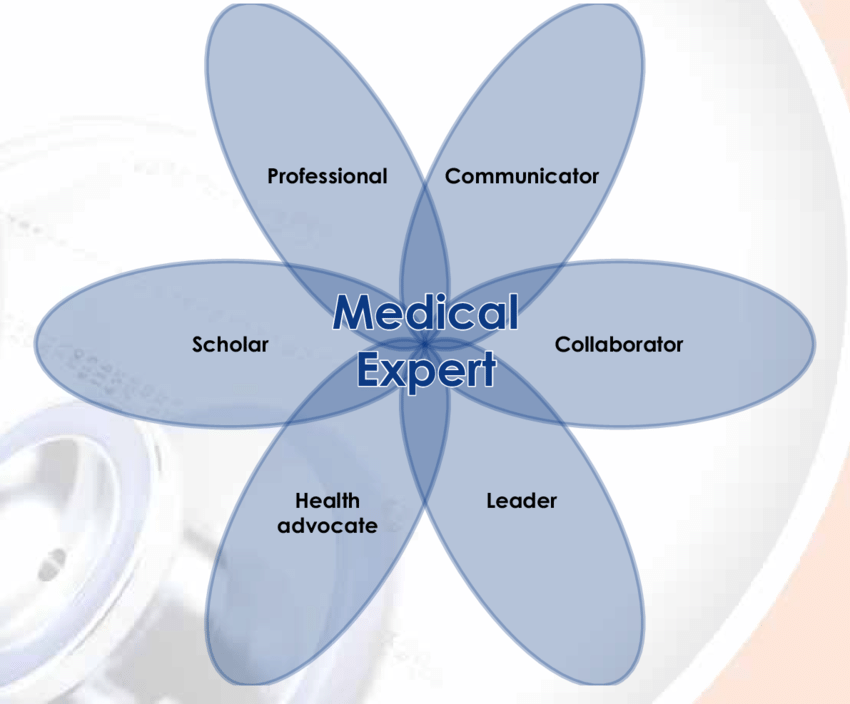 Professional
Communicator
Medical
Expert
Scholar
Collaborator
Health
advocate
Leader